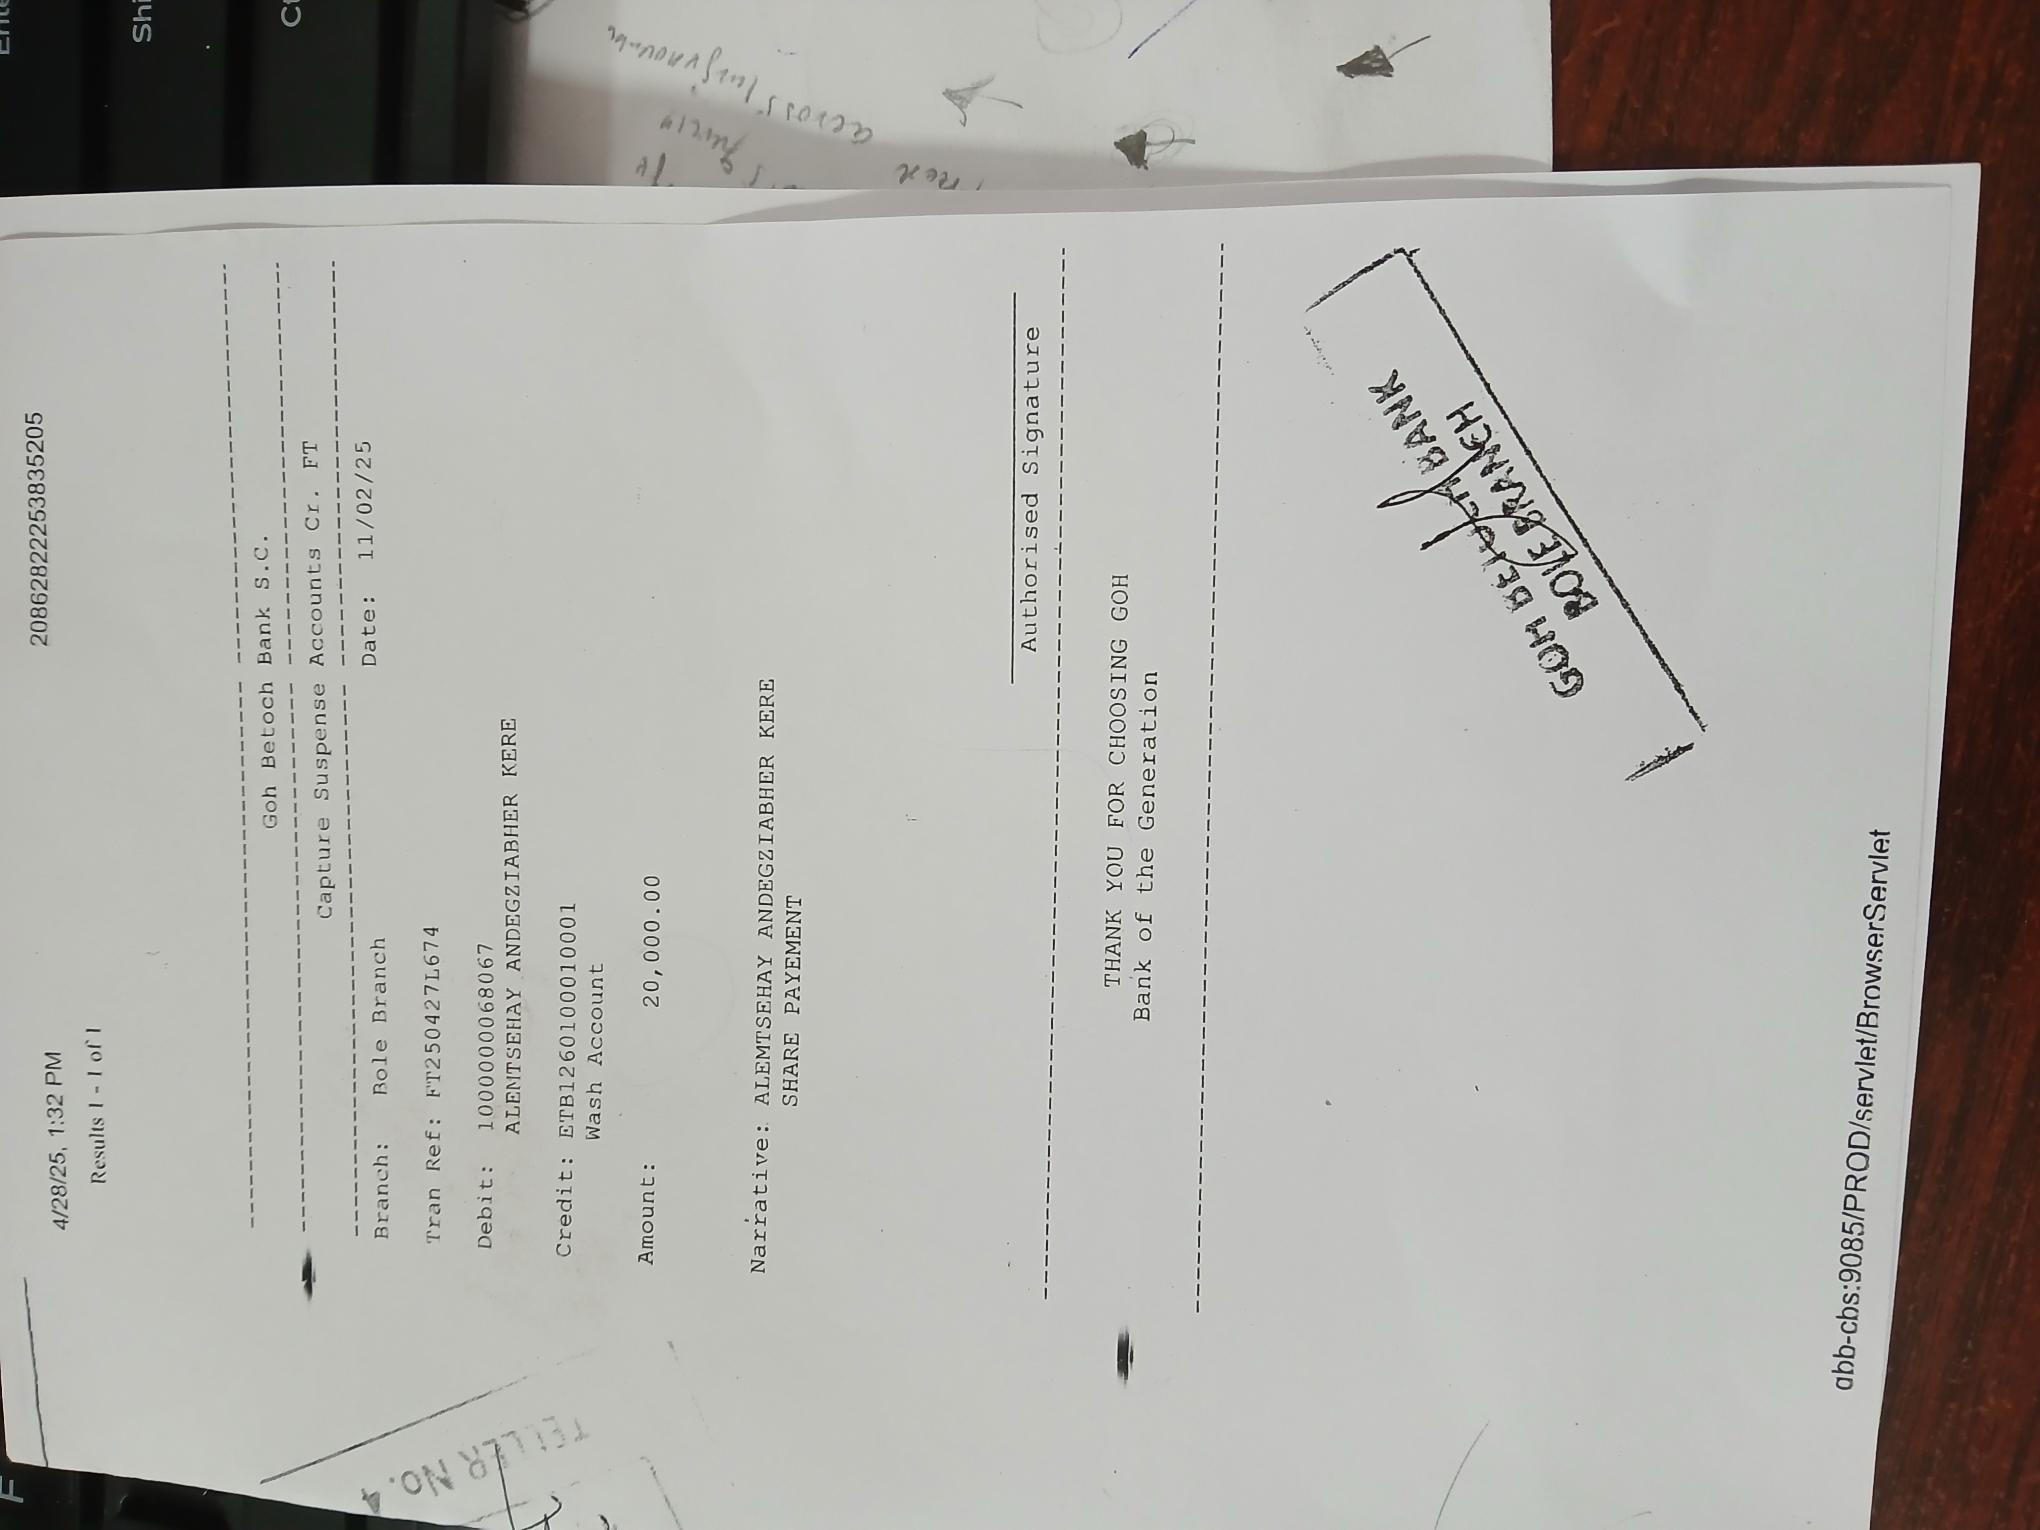 F
Ente
Shi
4/28/25, 1:32 PM
20862822253835205
Results 1 - 1 of 1
Goh Betoch Bank S.C.
Capture Suspense Accounts Cr. FT
Branch: Bole Branch
Date: 11/02/25
Tran Ref: FT250427L674
Debit: 1000000068067
ALEMTSEHAY ANDEGZIABHER KERE
Credit: ETB1260100010001
Wash Account
Amount: 20,000.00
Narrative: ALEMTSEHAY ANDEGZIABHER KERE
SHARE PAYEMENT
Authorised Signature
THANK YOU FOR CHOOSING GOH
Bank of the Generation
GOH BETOCH BANK
BOLE BRANCH
abb-cbs:9085/PROD/servlet/BrowserServlet
TELLER NO. 4
across